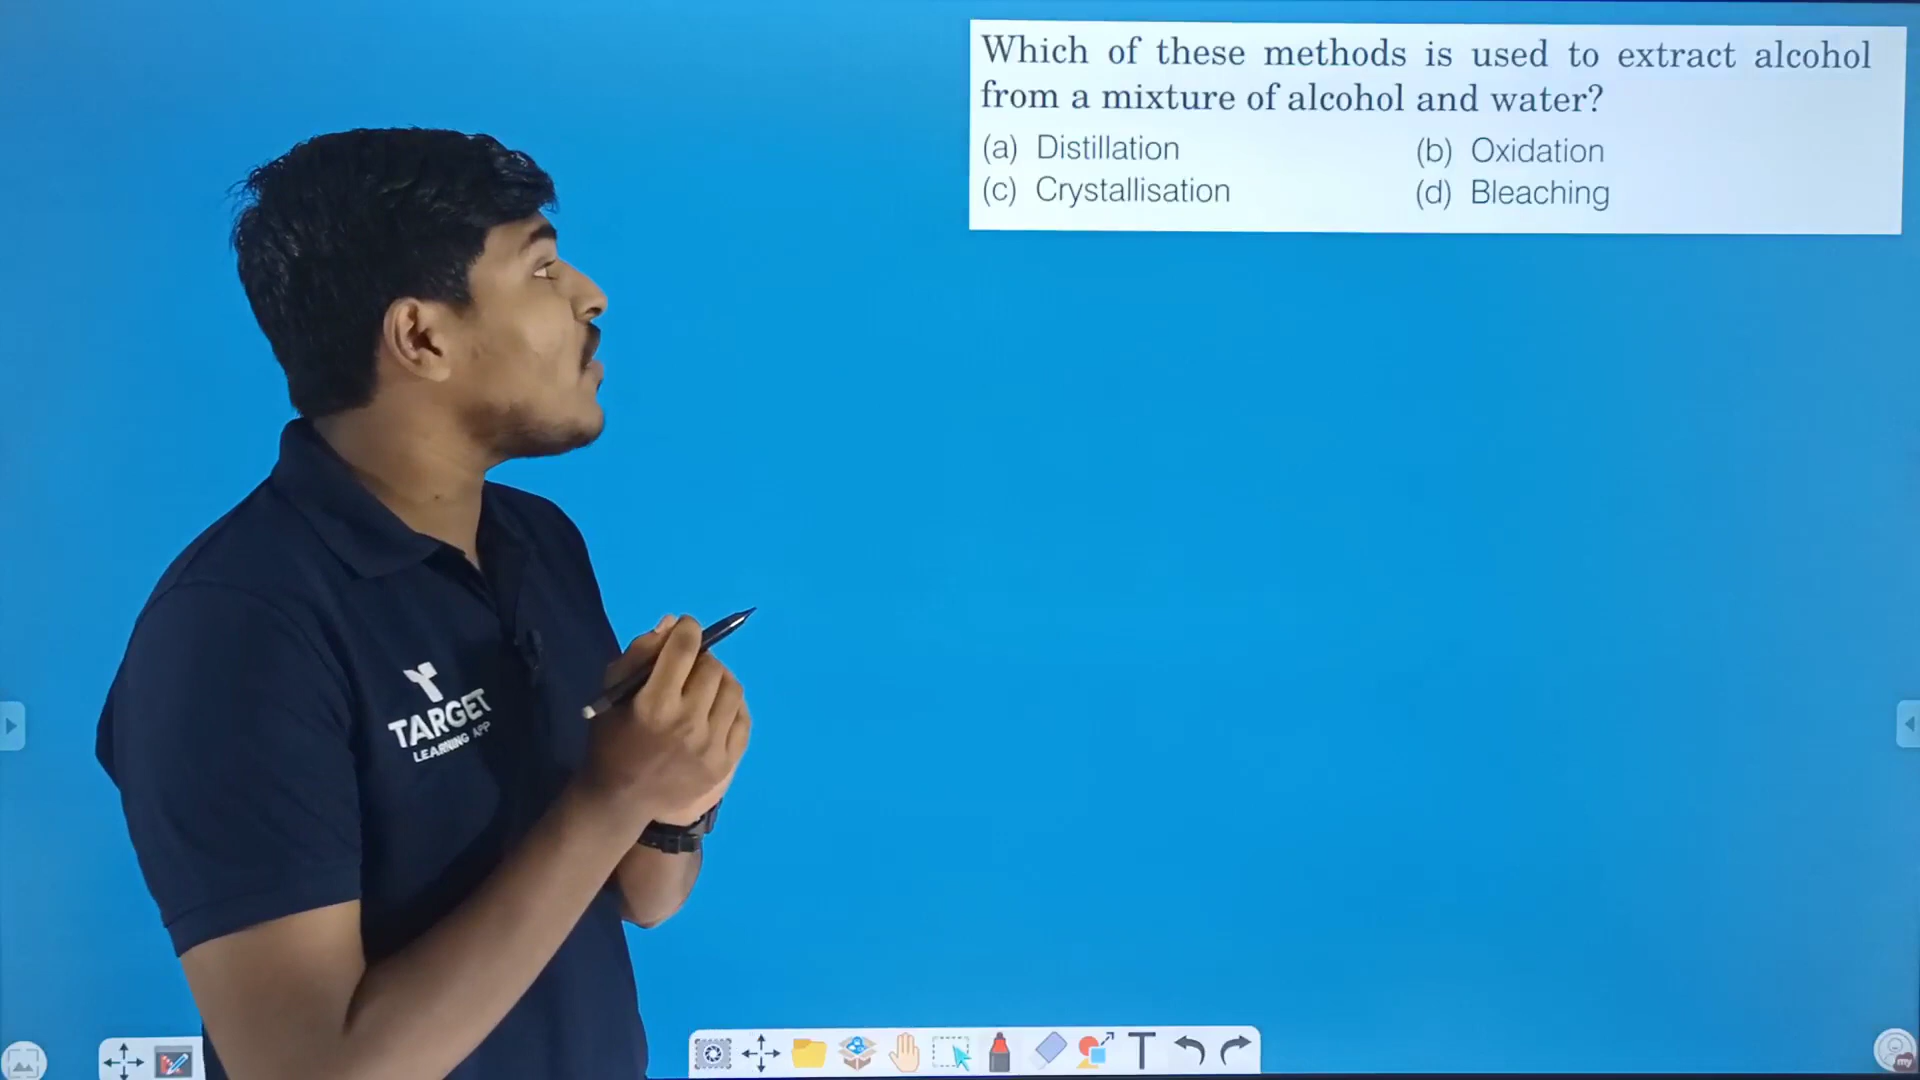 Which of these methods is used to extract alcohol
from a mixture of alcohol and water?
(a) Distillation (b) Oxidation
(c) Crystallisation (d) Bleaching
TARGET
LEARNING APP
my